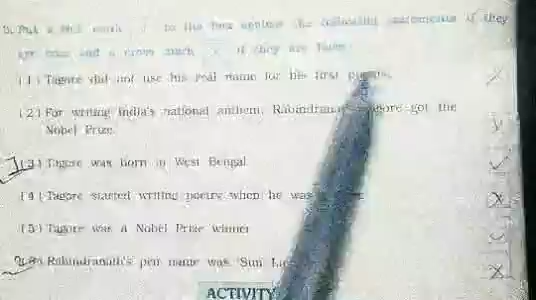 3. Put a tick mark to the box against the following statements if they
are true and a cross mark if they are false.
(1) Tagore did not use his real name for his first
(2) For writing India's national anthem, Rabindranath Tagore got the
Nobel Prize.
(3) Tagore was born in West Bengal
(4) Tagore started writing poetry when he was
(5) Tagore was a Nobel Prize winner
Rabindranath's pen name was 'Sun
ACTIVITY